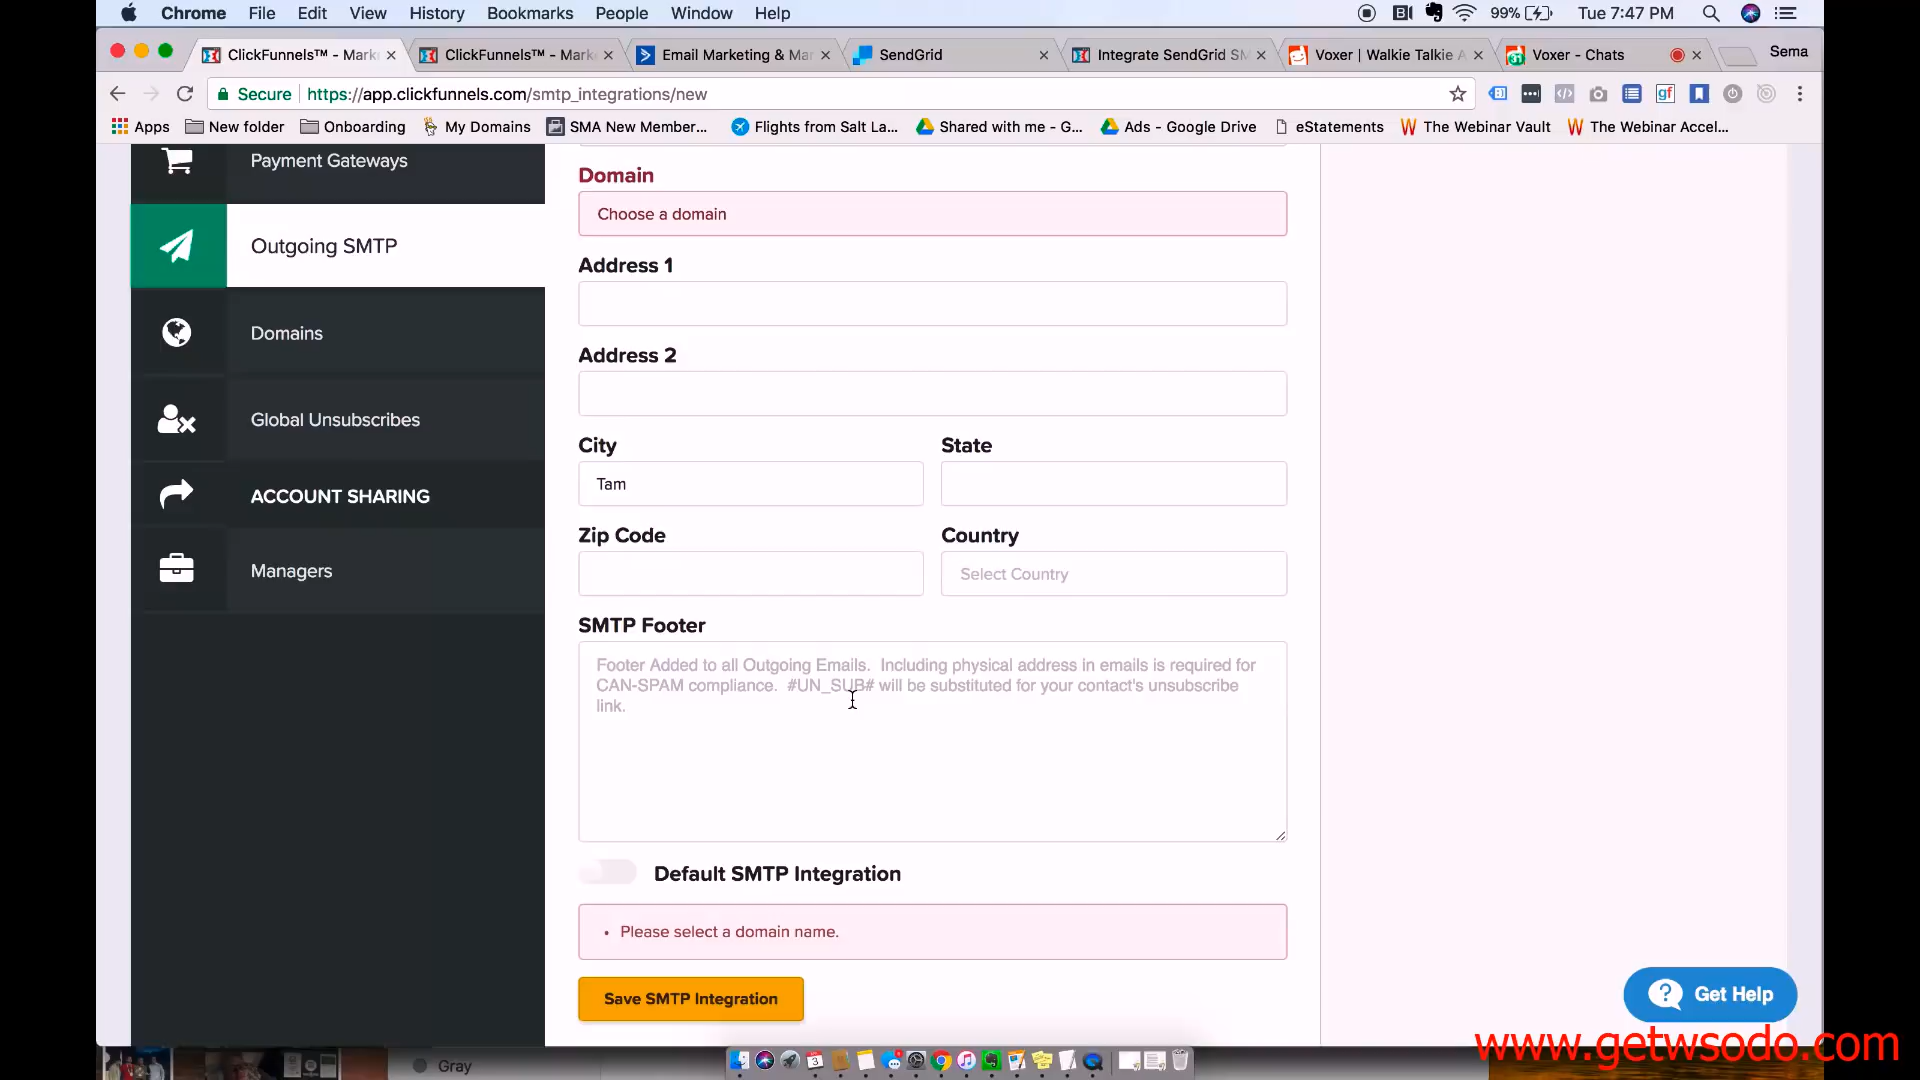 Chrome File Edit View History Bookmarks People Window Help 99% Tue 7:47 PM
ClickFunnels™ - Mark ClickFunnels™ - Mark Email Marketing & Mar SendGrid Integrate SendGrid SM Voxer | Walkie Talkie A Voxer - Chats Sema
Secure https://app.clickfunnels.com/smtp_integrations/new
Apps New folder Onboarding My Domains SMA New Member... Flights from Salt La... Shared with me - G... Ads - Google Drive eStatements The Webinar Vault The Webinar Accel...
Payment Gateways
Outgoing SMTP
Domains
Global Unsubscribes
ACCOUNT SHARING
Managers
Domain
Choose a domain
Address 1
Address 2
City State
Tam
Zip Code Country
Select Country
SMTP Footer
Footer Added to all Outgoing Emails. Including physical address in emails is required for
CAN-SPAM compliance. #UN_SUB# will be substituted for your contact's unsubscribe
link.
Default SMTP Integration
• Please select a domain name.
Save SMTP Integration
? Get Help
www.getwsodo.com
Gray